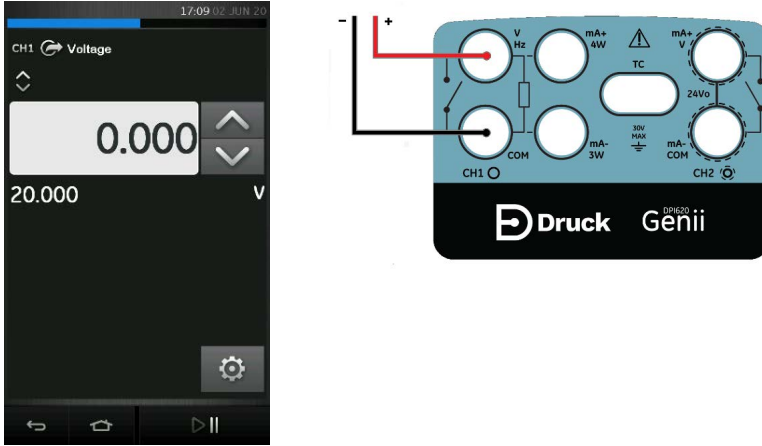 17:09 02 JUN 20
CH1 Voltage
0.000
20.000 V
- +
V
Hz
mA+
4W
TC
mA+
V
24Vo
30V
MAX
COM
mA-
3W
mA-
COM
CH1
CH2
Druck
DPI620
Genii